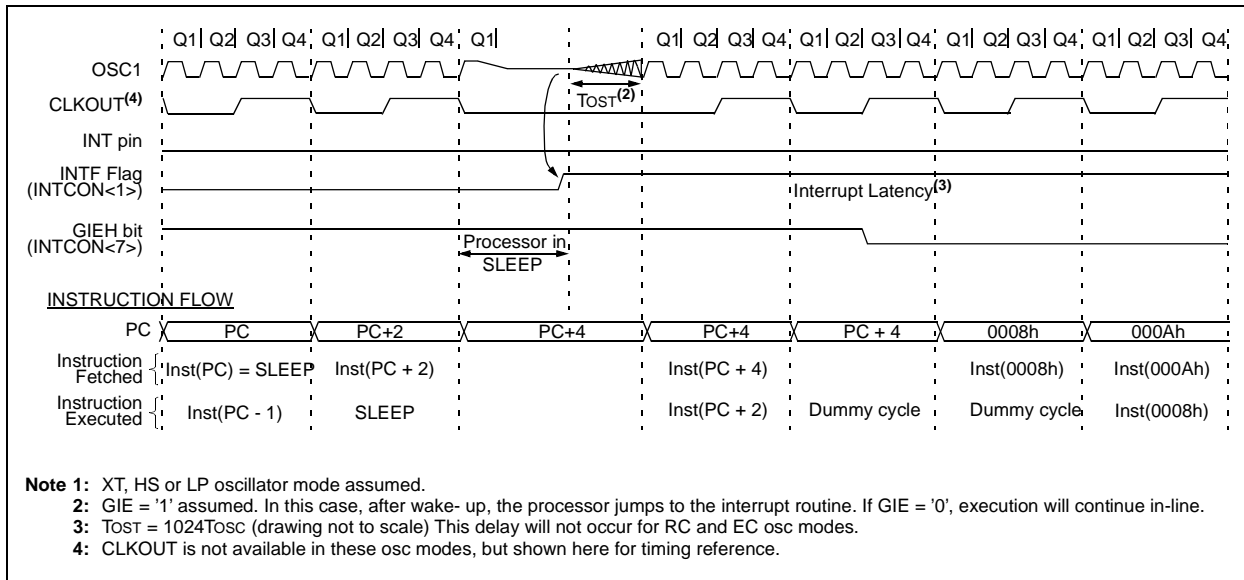 Q1 Q2 Q3 Q4 Q1 Q2 Q3 Q4 Q1 Q1 Q2 Q3 Q4 Q1 Q2 Q3 Q4 Q1 Q2 Q3 Q4 Q1 Q2 Q3 Q4
OSC1
TOST(2)
CLKOUT(4)
INT pin
INTF Flag
(INTCON<1>)
Interrupt Latency(3)
GIEH bit
(INTCON<7>)
Processor in
SLEEP
INSTRUCTION FLOW
PC PC PC+2 PC+4 PC+4 PC + 4 0008h 000Ah
Instruction
Fetched
Inst(PC) = SLEEP Inst(PC + 2) Inst(PC + 4) Inst(0008h) Inst(000Ah)
Instruction
Executed
Inst(PC - 1) SLEEP Inst(PC + 2) Dummy cycle Dummy cycle Inst(0008h)
Note 1: XT, HS or LP oscillator mode assumed.
2: GIE = '1' assumed. In this case, after wake- up, the processor jumps to the interrupt routine. If GIE = '0', execution will continue in-line.
3: TOST = 1024TOSC (drawing not to scale) This delay will not occur for RC and EC osc modes.
4: CLKOUT is not available in these osc modes, but shown here for timing reference.